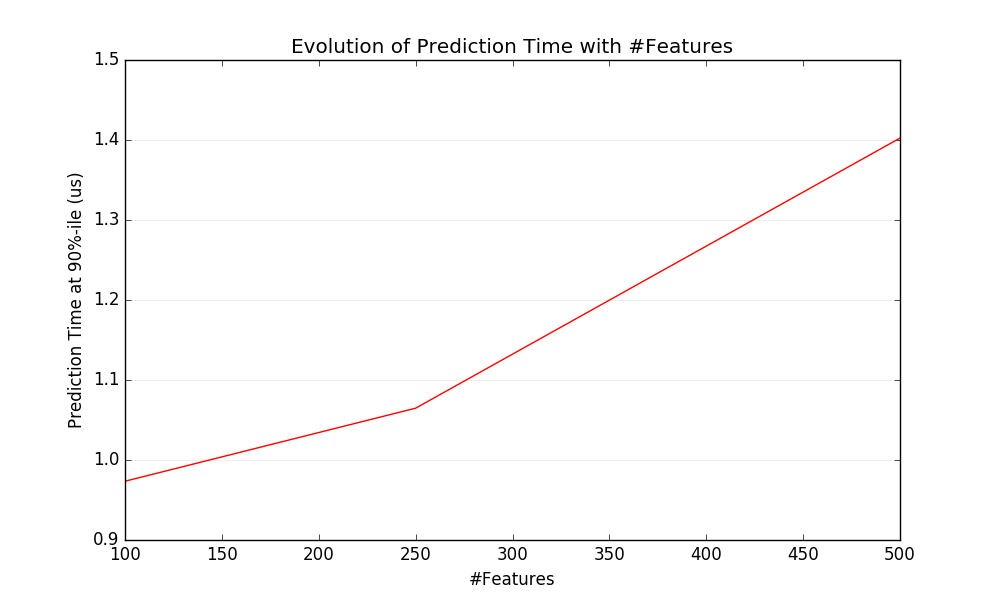 Evolution of Prediction Time with #Features
Prediction Time at 90%-ile (us)
1.5
1.4
1.3
1.2
1.1
1.0
0.9
100 150 200 250 300 350 400 450 500
#Features